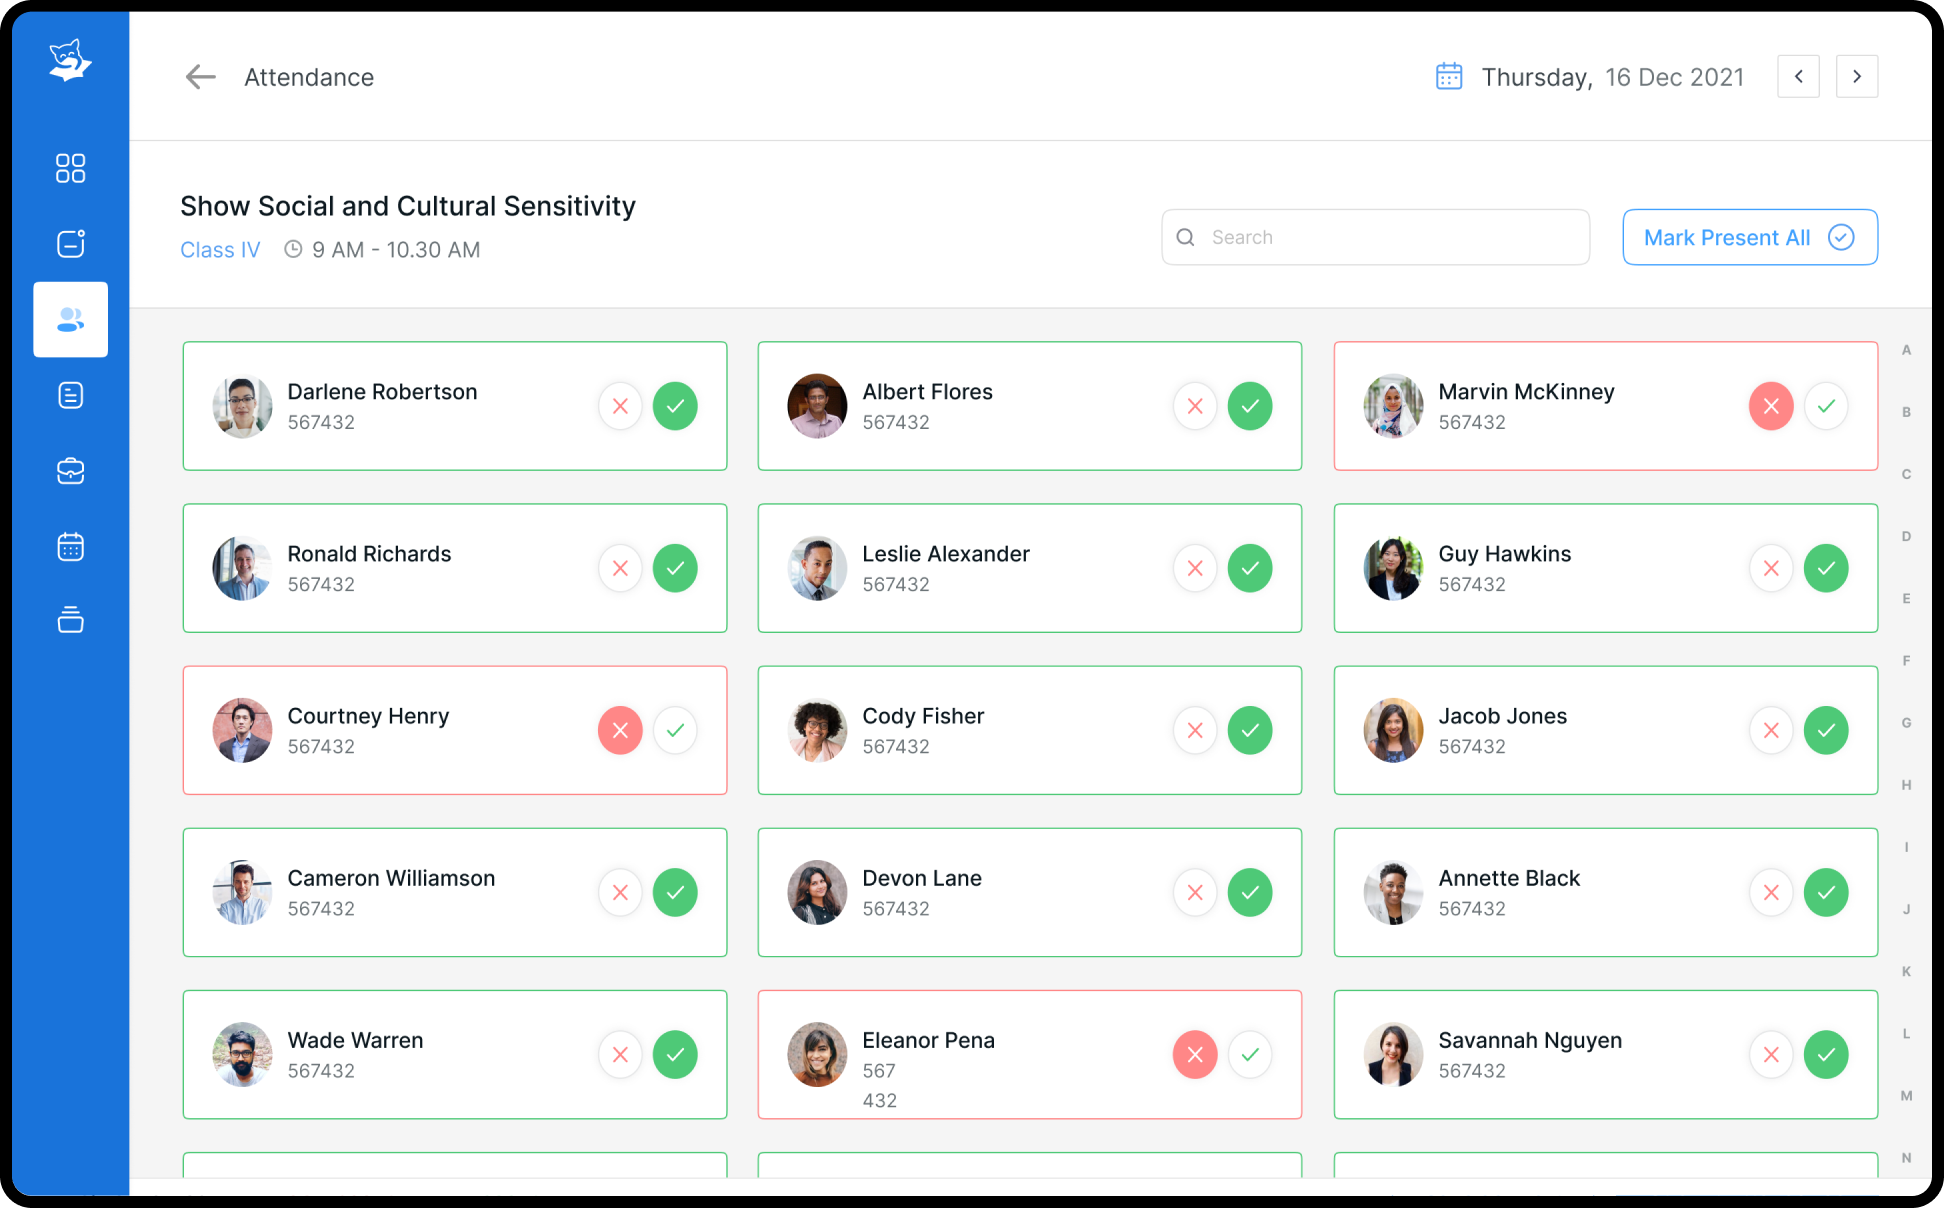 Attendance
Thursday, 16 Dec 2021
Show Social and Cultural Sensitivity
Class IV 9 AM - 10.30 AM
Search
Mark Present All
Darlene Robertson
567432
Albert Flores
567432
Marvin McKinney
567432
Ronald Richards
567432
Leslie Alexander
567432
Guy Hawkins
567432
Courtney Henry
567432
Cody Fisher
567432
Jacob Jones
567432
Cameron Williamson
567432
Devon Lane
567432
Annette Black
567432
Wade Warren
567432
Eleanor Pena
567
432
Savannah Nguyen
567432
A
B
C
D
E
F
G
H
I
J
K
L
M
N